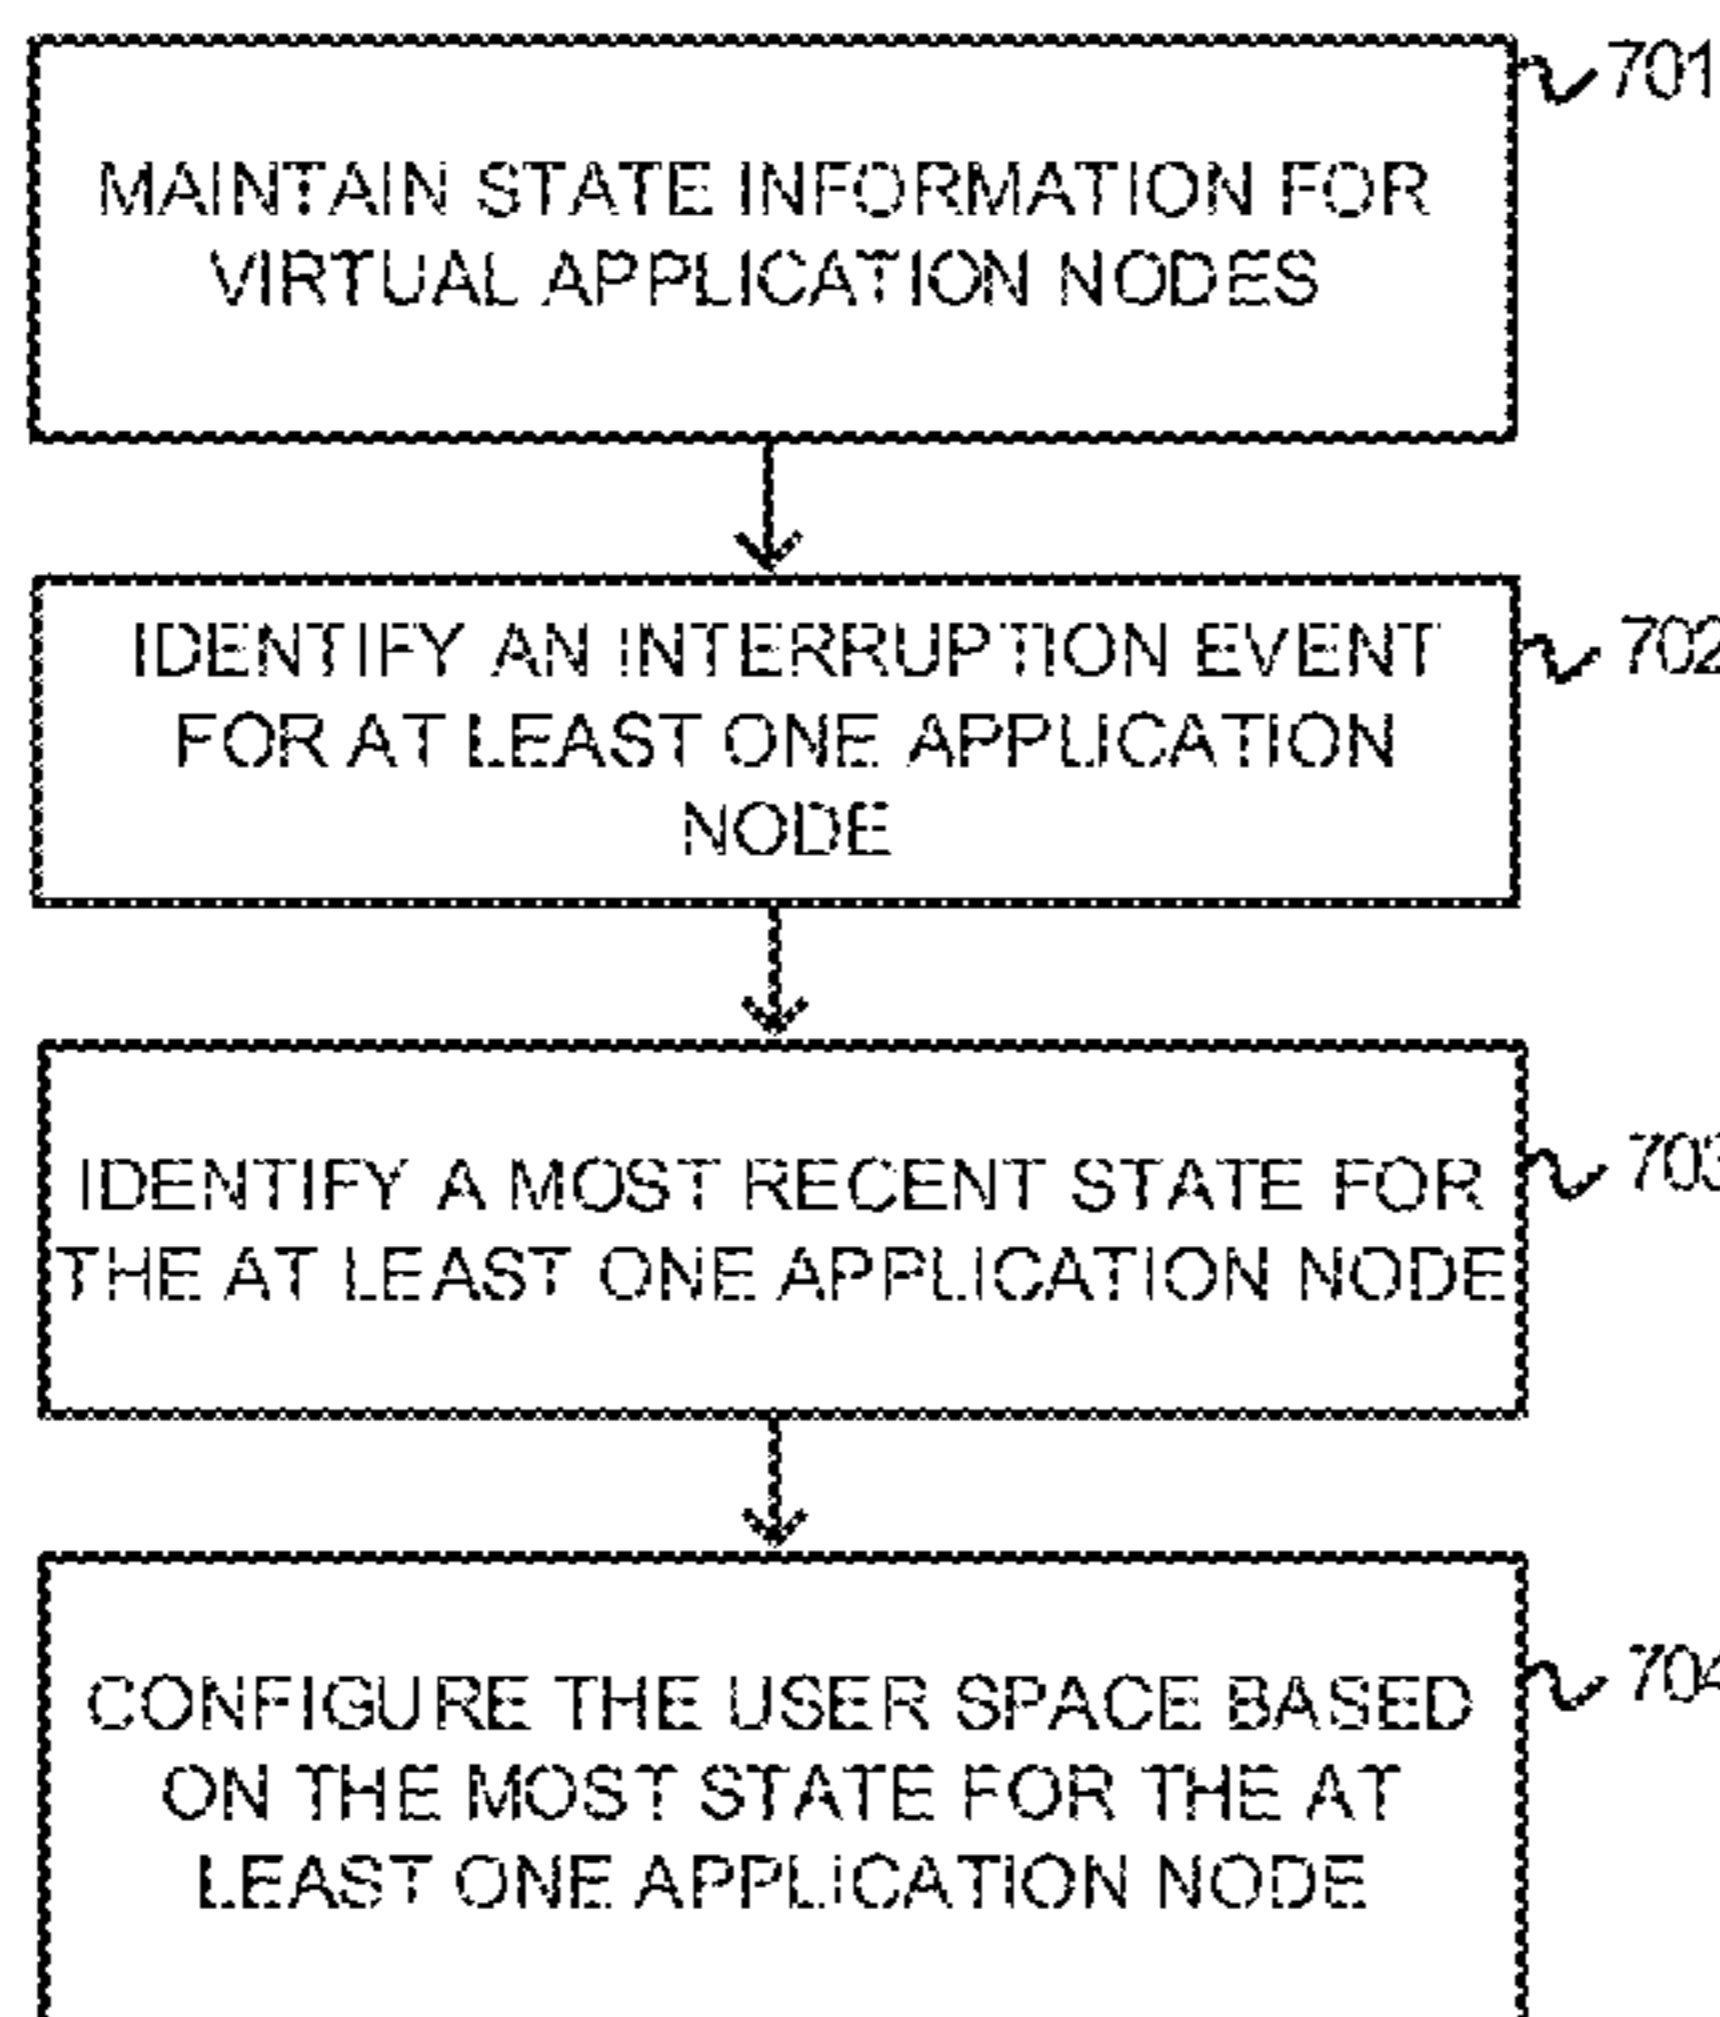 701
MAINTAIN STATE INFORMATION FOR
VIRTUAL APPLICATION NODES
702
IDENTIFY AN INTERRUPTION EVENT
FOR AT LEAST ONE APPLICATION
NODE
703
IDENTIFY A MOST RECENT STATE FOR
THE AT LEAST ONE APPLICATION NODE
704
CONFIGURE THE USER SPACE BASED
ON THE MOST STATE FOR THE AT
LEAST ONE APPLICATION NODE